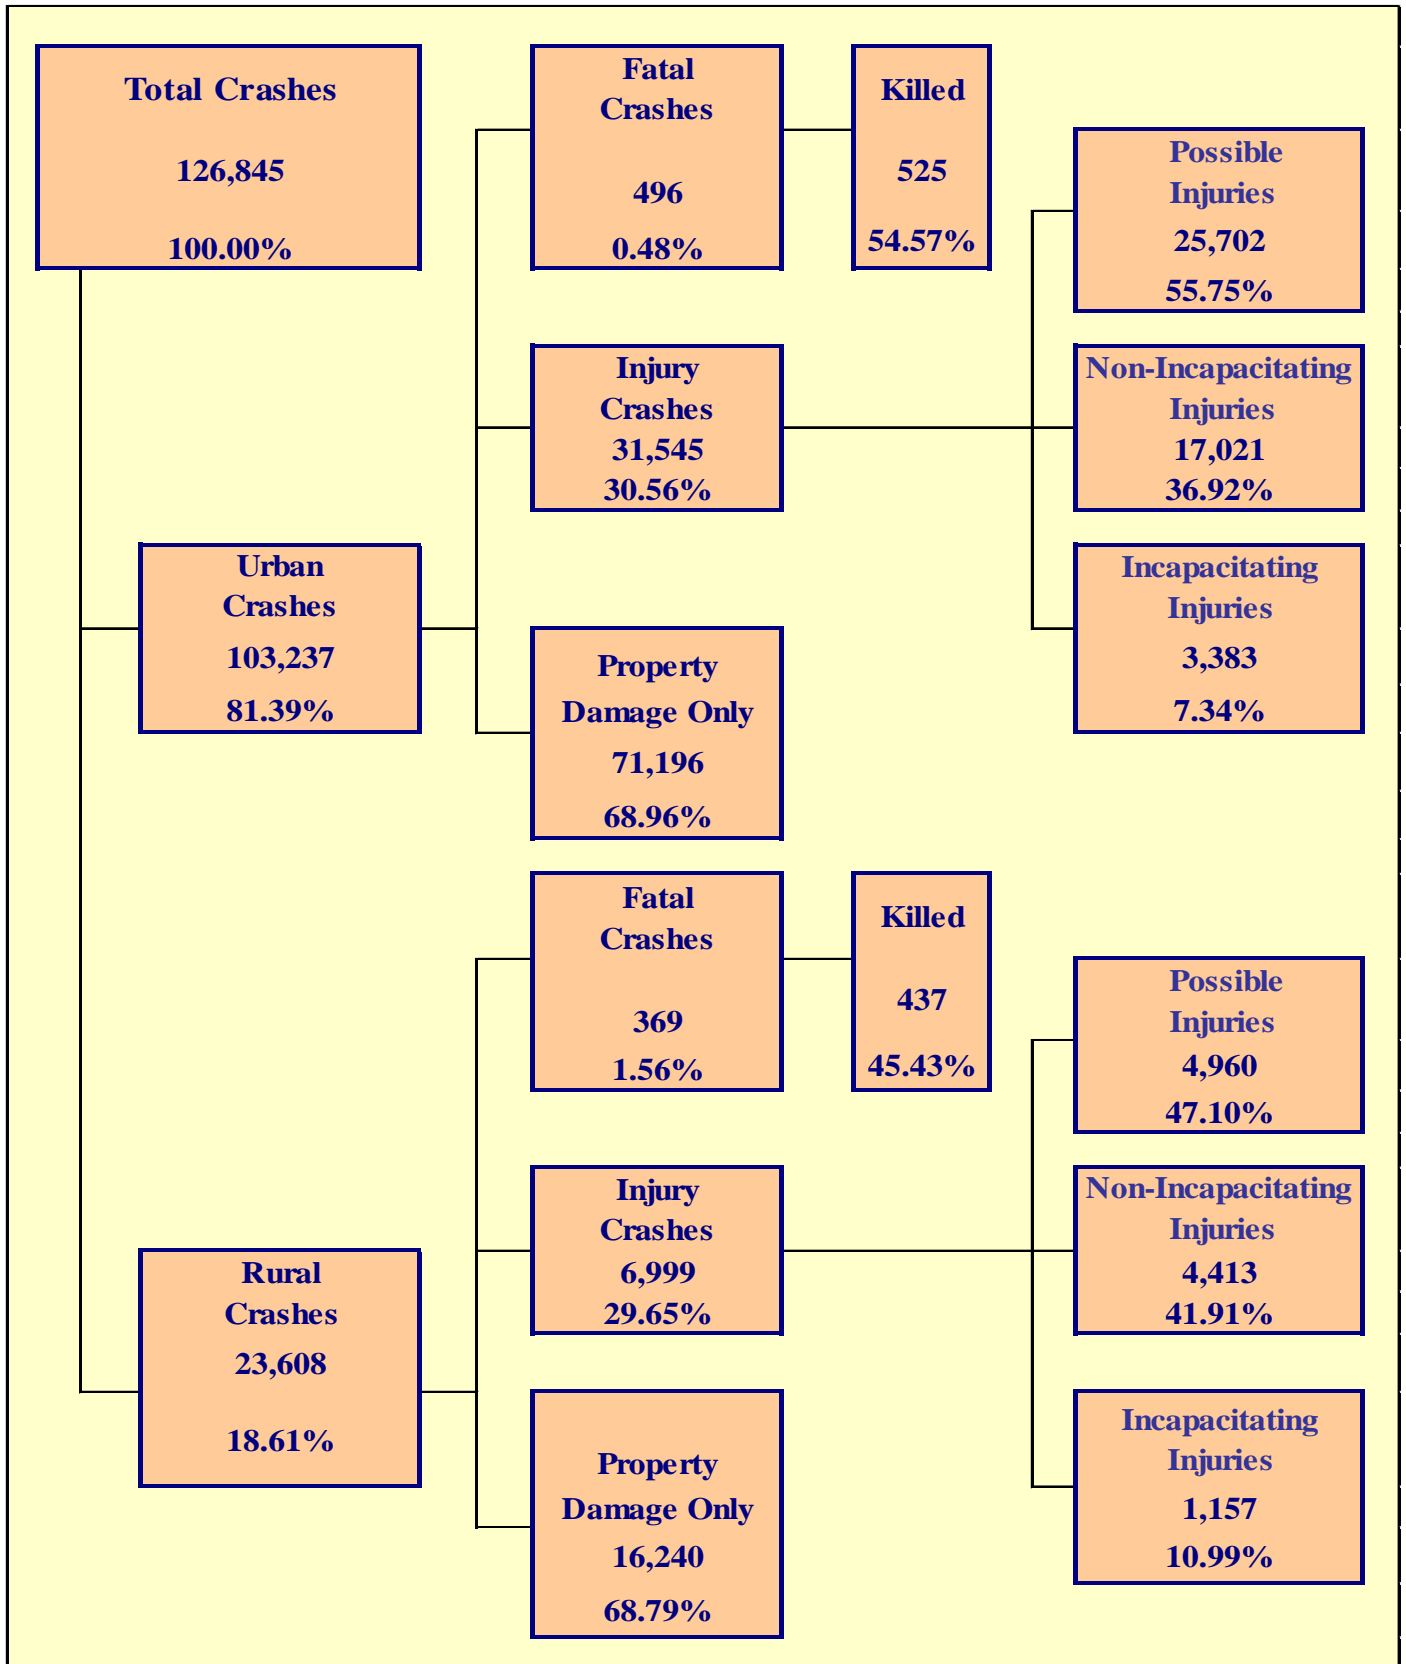 Total Crashes
126,845
100.00%
Fatal
Crashes
496
0.48%
Killed
525
54.57%
Possible
Injuries
25,702
55.75%
Injury
Crashes
31,545
30.56%
Non-Incapacitating
Injuries
17,021
36.92%
Urban
Crashes
103,237
81.39%
Incapacitating
Injuries
3,383
7.34%
Property
Damage Only
71,196
68.96%
Fatal
Crashes
369
1.56%
Killed
437
45.43%
Possible
Injuries
4,960
47.10%
Injury
Crashes
6,999
29.65%
Non-Incapacitating
Injuries
4,413
41.91%
Rural
Crashes
23,608
18.61%
Property
Damage Only
16,240
68.79%
Incapacitating
Injuries
1,157
10.99%